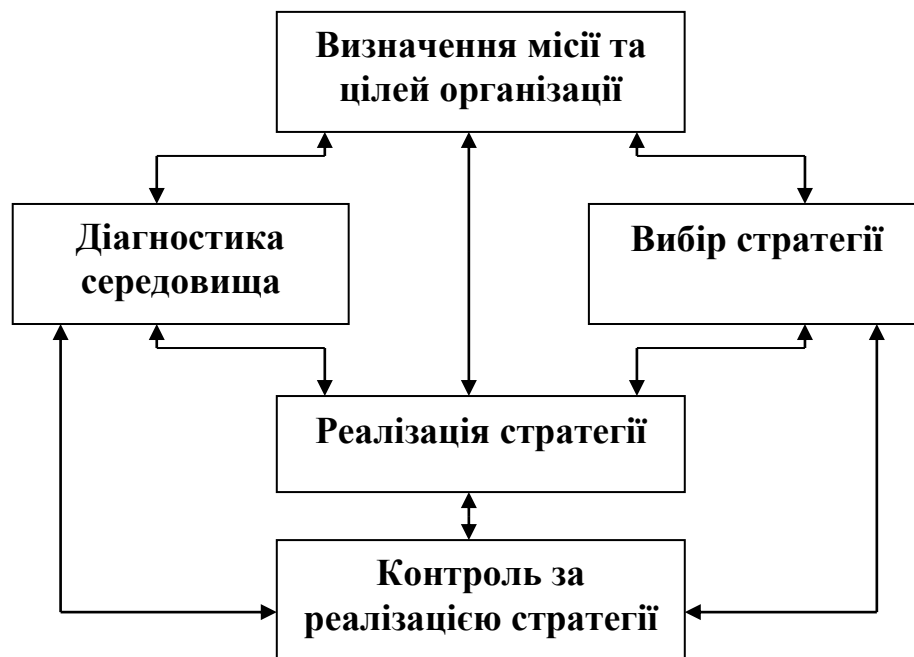 Визначення місії та
цілей організації
Діагностика
середовища
Вибір стратегії
Реалізація стратегії
Контроль за
реалізацією стратегії